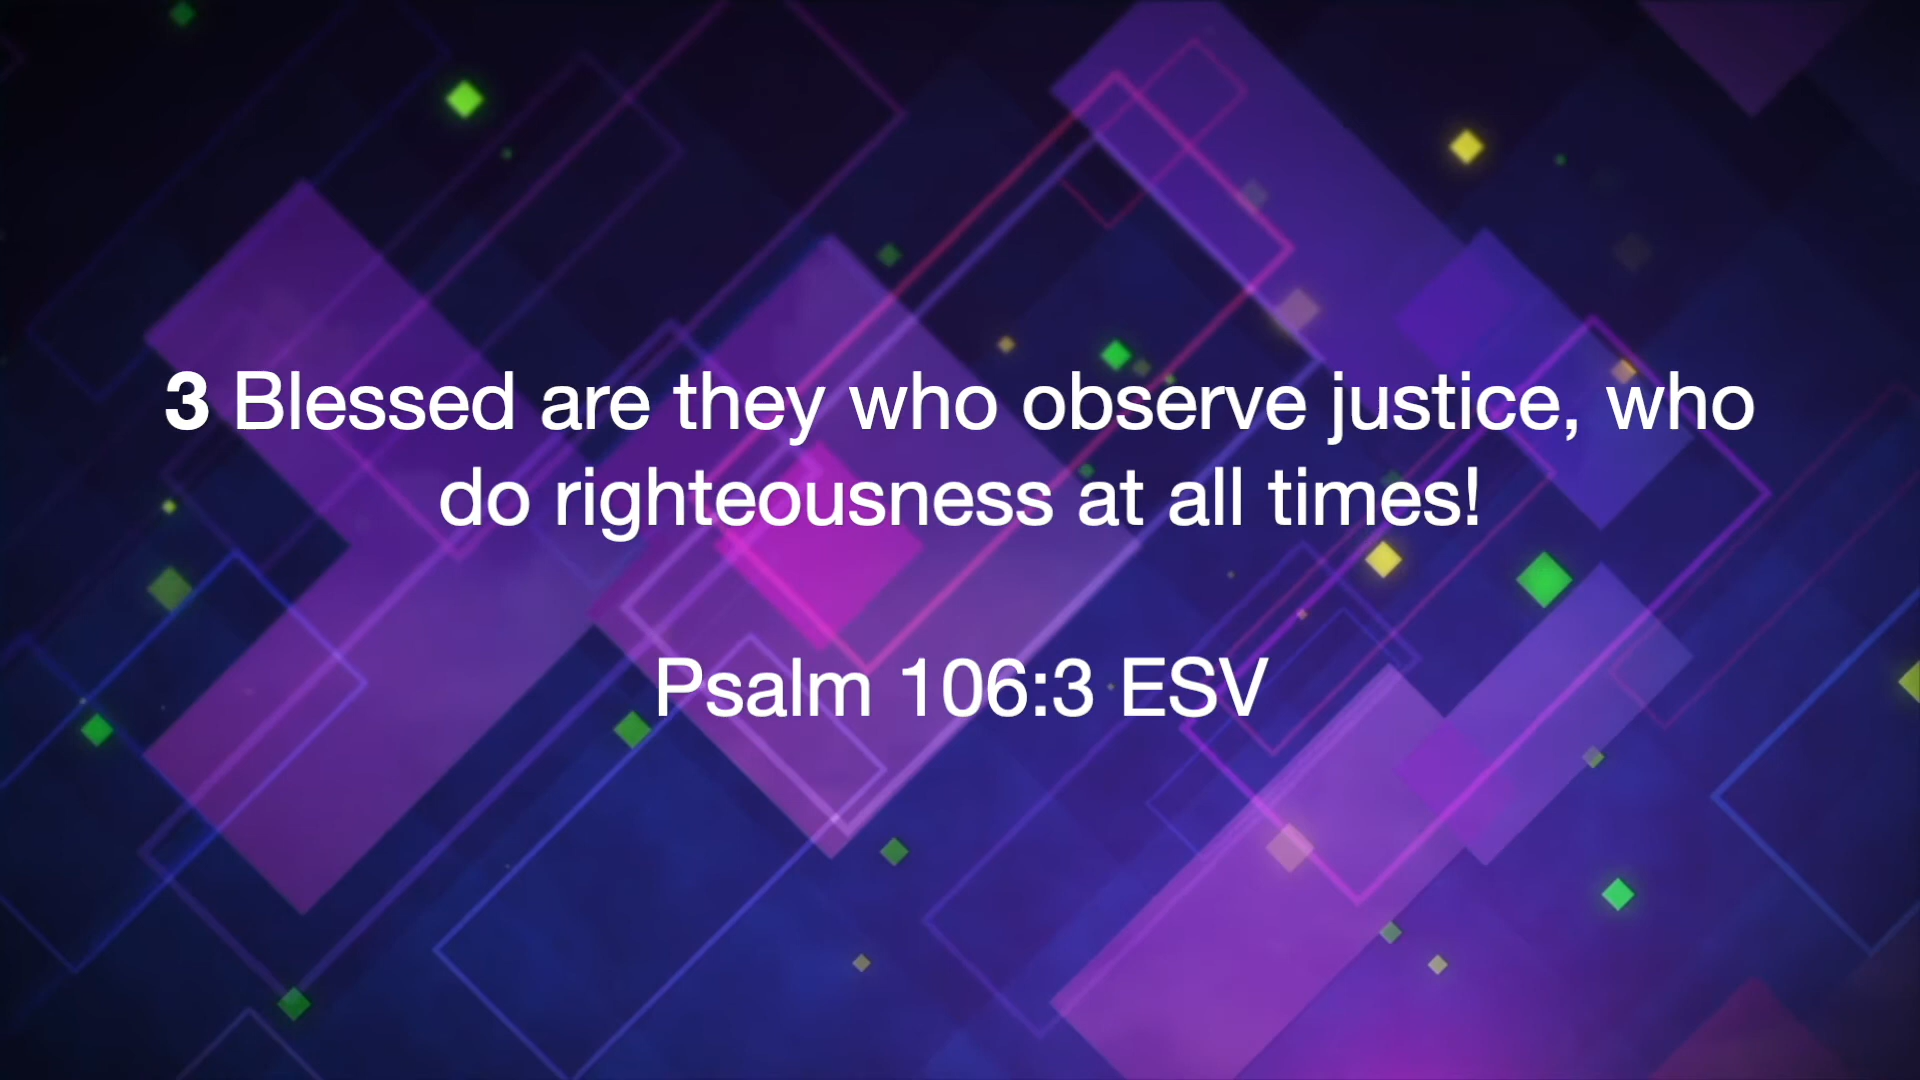 3 Blessed are they who observe justice, who
do righteousness at all times!
Psalm 106:3 ESV